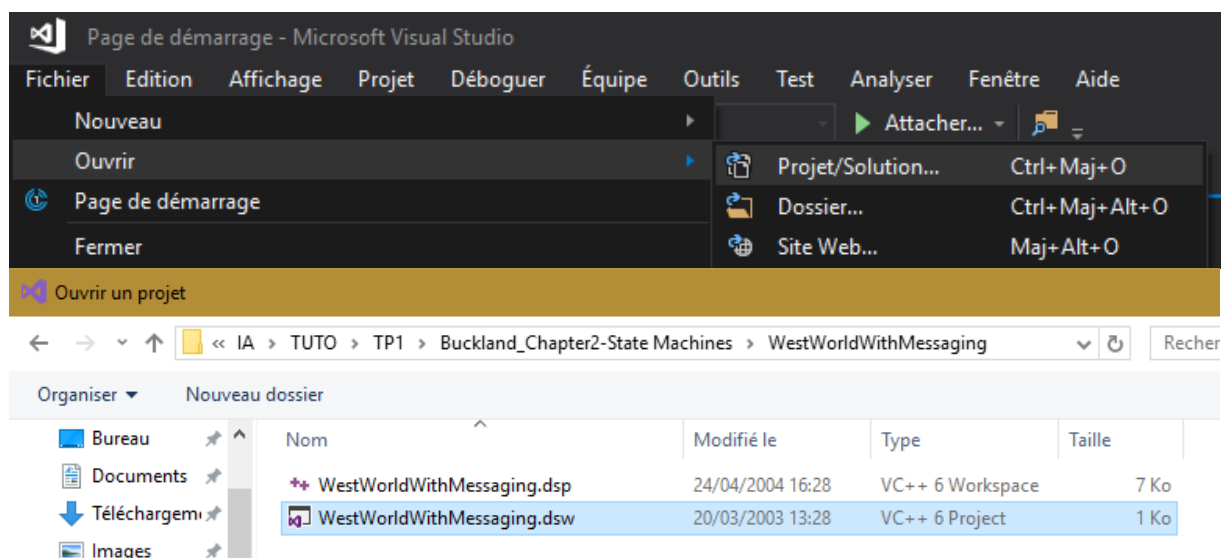 Page de démarrage - Microsoft Visual Studio
Fichier Edition Affichage Projet Déboguer Équipe Outils Test Analyser Fenêtre Aide
Nouveau Attacher...
Ouvrir Projet/Solution... Ctrl+Maj+O
Page de démarrage Dossier... Ctrl+Maj+Alt+O
Fermer Site Web... Maj+Alt+O
Ouvrir un projet
« IA > TUTO > TP1 > Buckland_Chapter2-State Machines > WestWorldWithMessaging Recher
Organiser Nouveau dossier
Bureau Nom Modifié le Type Taille
Documents WestWorldWithMessaging.dsp 24/04/2004 16:28 VC++ 6 Workspace 7 Ko
Téléchargem WestWorldWithMessaging.dsw 20/03/2003 13:28 VC++ 6 Project 1 Ko
Images